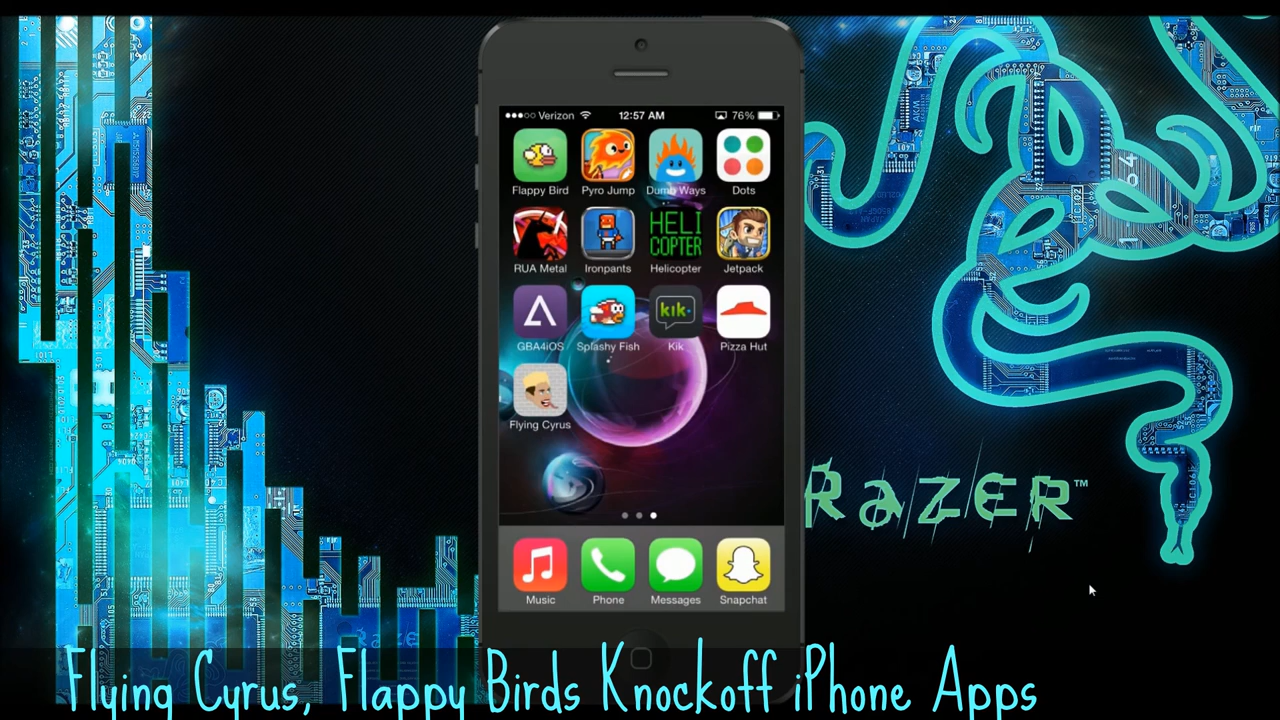 Verizon 12:57 AM 76%
Flappy Bird Pyro Jump Dumb Ways Dots
HELI
COPTER
RUA Metal Ironpants Helicopter Jetpack
kik
GBA4iOS Splashy Fish Kik Pizza Hut
Flying Cyrus
RAZER™
Music Phone Messages Snapchat
Flying Cyrus, Flappy Birds Knockoff iPhone Apps